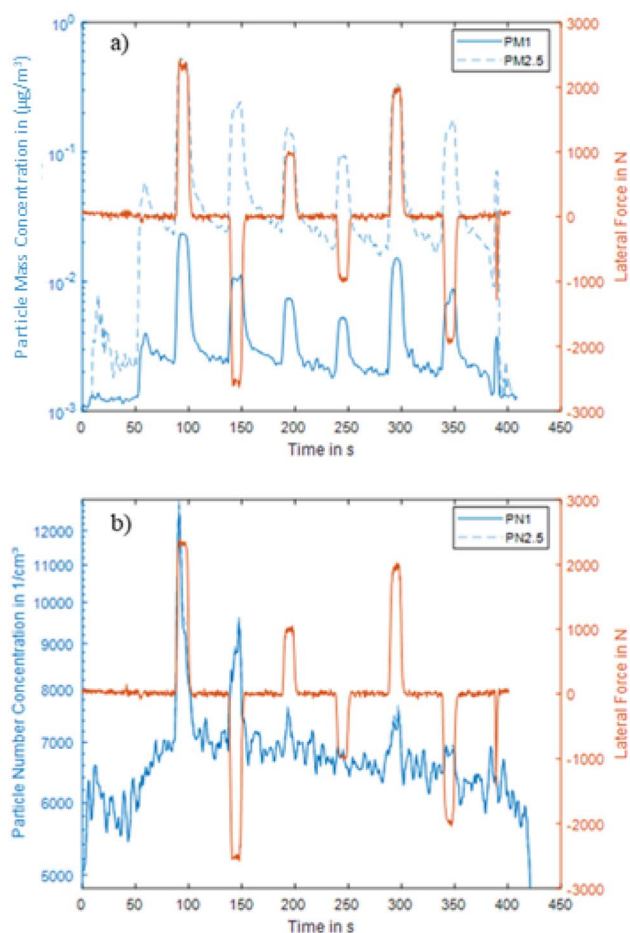 a)
PM1
PM2.5
10⁰
10⁻¹
10⁻²
10⁻³
Particle Mass Concentration in (µg/m³)
3000
2000
1000
0
-1000
-2000
-3000
Lateral Force in N
0 50 100 150 200 250 300 350 400 450
Time in s
b)
PN1
PN2.5
12000
11000
10000
9000
8000
7000
6000
5000
Particle Number Concentration in 1/cm³
3000
2000
1000
0
-1000
-2000
-3000
Lateral Force in N
0 50 100 150 200 250 300 350 400 450
Time in s